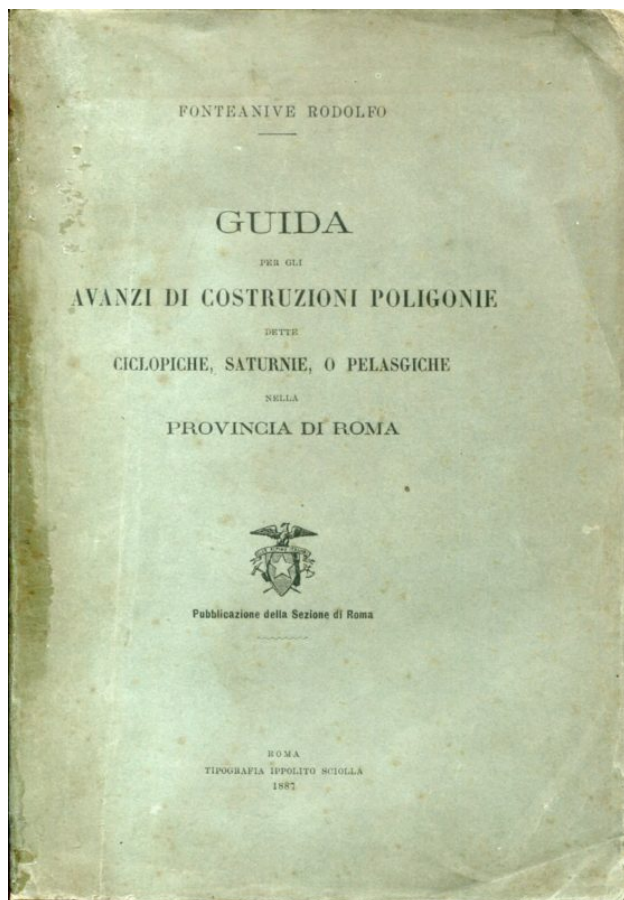 FONTEANIVE RODOLFO
GUIDA
PER GLI
AVANZI DI COSTRUZIONI POLIGONIE
DETTE
CICLOPICHE, SATURNIE, O PELASGICHE
NELLA
PROVINCIA DI ROMA
Pubblicazione della Sezione di Roma
ROMA
TIPOGRAFIA IPPOLITO SCIOLLA
1887